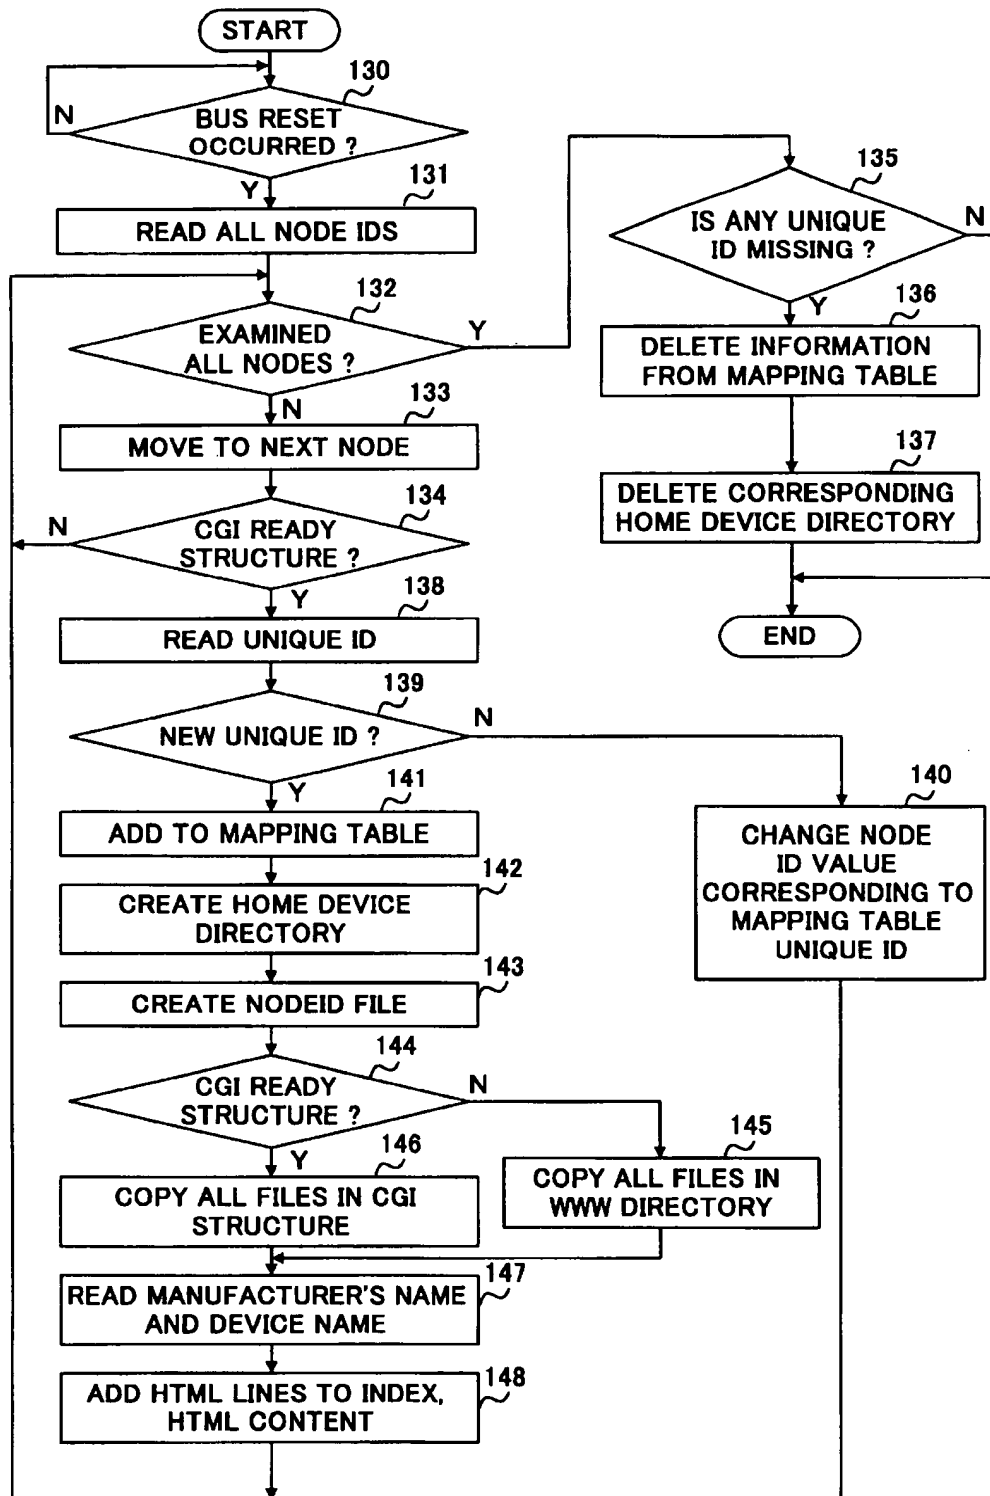 START
130
N
BUS RESET
OCCURRED ?
Y
131
READ ALL NODE IDS
132
EXAMINED
ALL NODES ?
Y
N
133
MOVE TO NEXT NODE
134
N
CGI READY
STRUCTURE ?
Y
138
READ UNIQUE ID
139
NEW UNIQUE ID ?
N
Y
141
ADD TO MAPPING TABLE
142
CREATE HOME DEVICE
DIRECTORY
143
CREATE NODEID FILE
144
CGI READY
STRUCTURE ?
N
Y
146
COPY ALL FILES IN CGI
STRUCTURE
145
COPY ALL FILES IN
WWW DIRECTORY
147
READ MANUFACTURER'S NAME
AND DEVICE NAME
148
ADD HTML LINES TO INDEX,
HTML CONTENT
135
IS ANY UNIQUE
ID MISSING ?
N
Y
136
DELETE INFORMATION
FROM MAPPING TABLE
137
DELETE CORRESPONDING
HOME DEVICE DIRECTORY
END
140
CHANGE NODE
ID VALUE
CORRESPONDING TO
MAPPING TABLE
UNIQUE ID